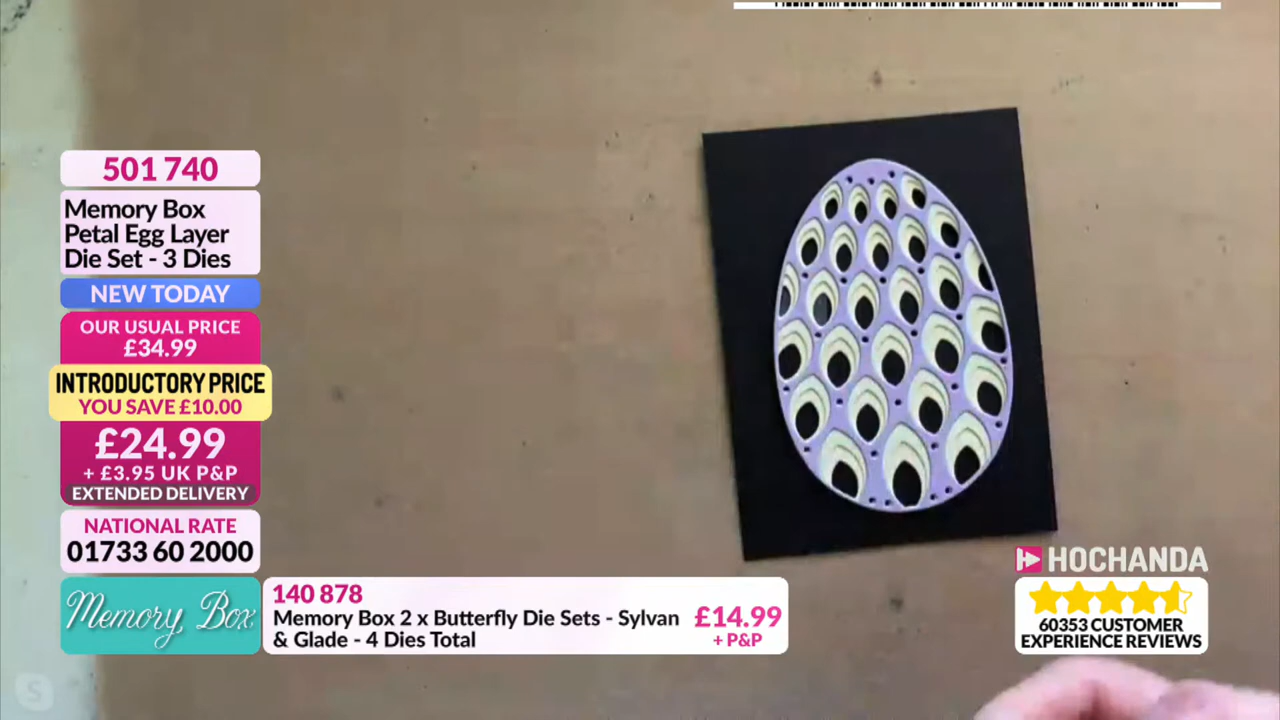 501 740
Memory Box
Petal Egg Layer
Die Set - 3 Dies
NEW TODAY
OUR USUAL PRICE
£34.99
INTRODUCTORY PRICE
YOU SAVE £10.00
£24.99
+ £3.95 UK P&P
EXTENDED DELIVERY
NATIONAL RATE
01733 60 2000
Memory Box
140 878
Memory Box 2 x Butterfly Die Sets - Sylvan
& Glade - 4 Dies Total
£14.99
+ P&P
HOCHANDA
60353 CUSTOMER
EXPERIENCE REVIEWS
S